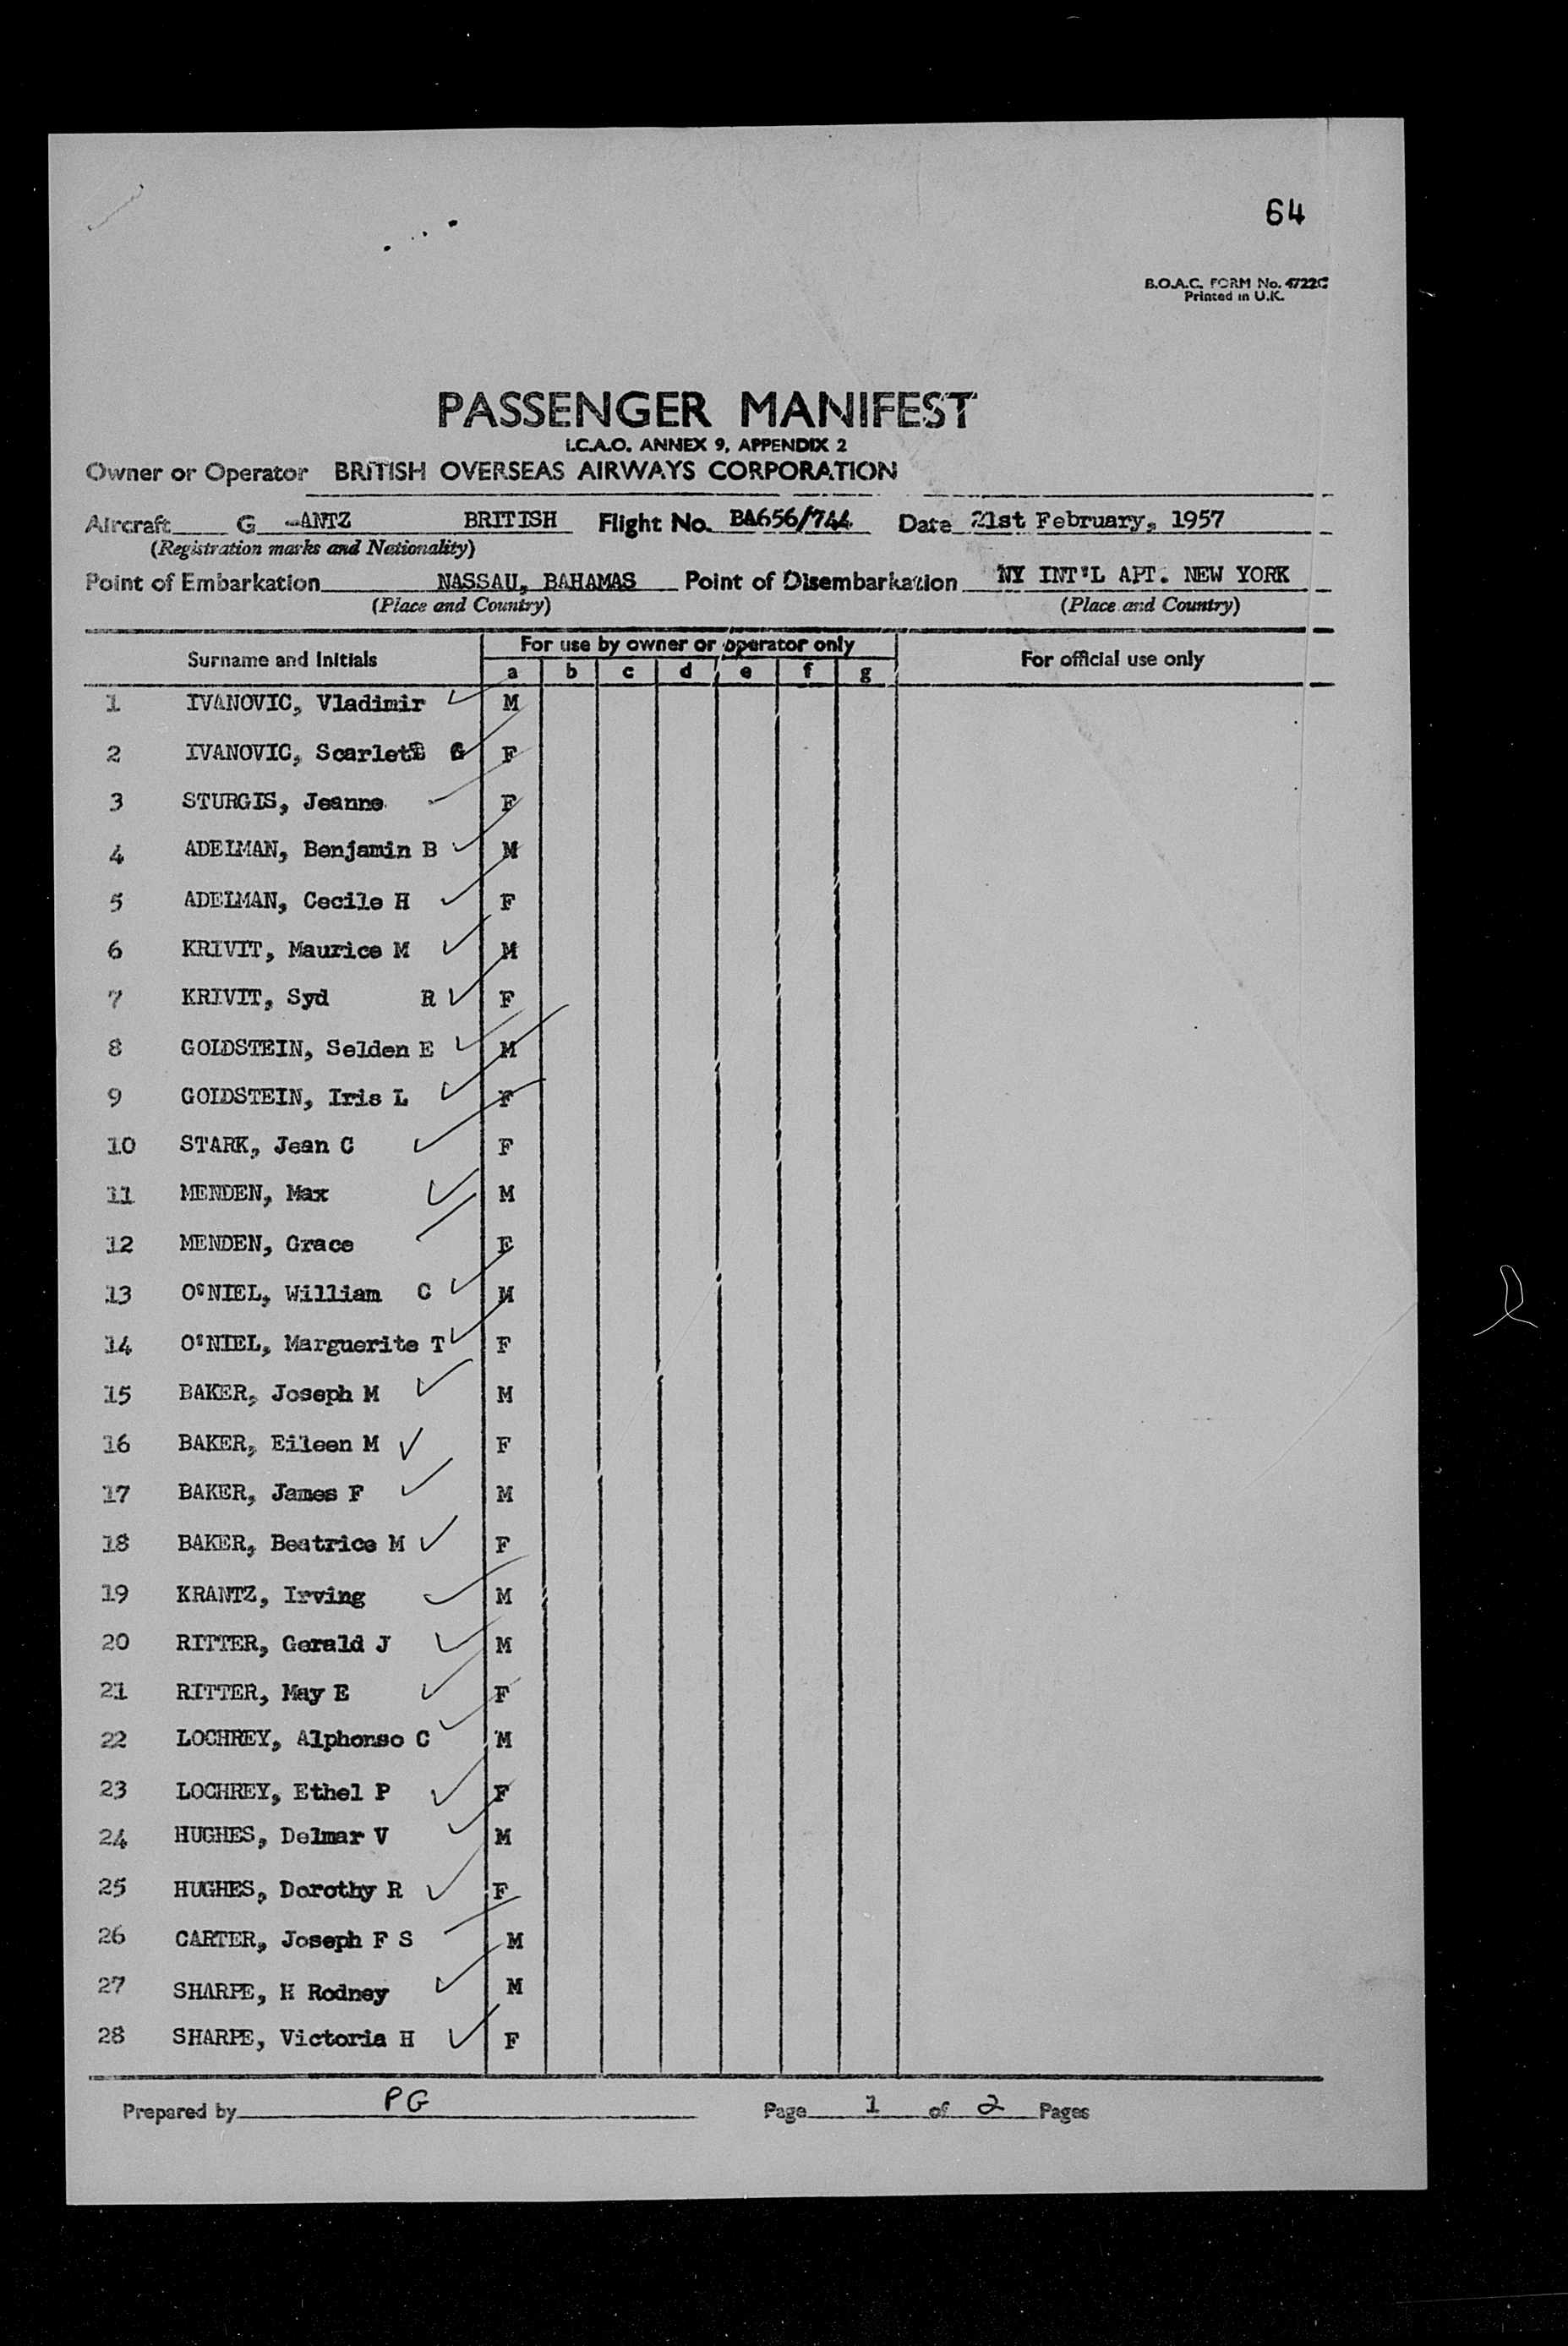 64
B.O.A.C. FORM No. 4722C
Printed in U.K.
PASSENGER MANIFEST
I.C.A.O. ANNEX 9, APPENDIX 2
Owner or Operator BRITISH OVERSEAS AIRWAYS CORPORATION
Aircraft G -ANTZ BRITISH Flight No. BA656/744 Date 21st February, 1957
(Registration marks and Nationality)
Point of Embarkation NASSAU, BAHAMAS Point of Disembarkation NY INT'L APT. NEW YORK
(Place and Country) (Place and Country)
Surname and Initials For use by owner or operator only For official use only
a b c d e f g
1 IVANOVIC, Vladimir M
2 IVANOVIC, Scarlett G F
3 STURGIS, Jeanne F
4 ADELMAN, Benjamin B M
5 ADELMAN, Cecile H F
6 KRIVIT, Maurice M M
7 KRIVIT, Syd R F
8 GOLDSTEIN, Selden E M
9 GOLDSTEIN, Iris L F
10 STARK, Jean C F
11 MENDEN, Max M
12 MENDEN, Grace F
13 O'NIEL, William C M
14 O'NIEL, Marguerite T F
15 BAKER, Joseph M M
16 BAKER, Eileen M F
17 BAKER, James F M
18 BAKER, Beatrice M F
19 KRANTZ, Irving M
20 RITTER, Gerald J M
21 RITTER, May E F
22 LOCHREY, Alphonso C M
23 LOCHREY, Ethel P F
24 HUGHES, Delmar V M
25 HUGHES, Dorothy R F
26 CARTER, Joseph F S M
27 SHARPE, H Rodney M
28 SHARPE, Victoria H F
Prepared by PG Page 1 of 2 Pages